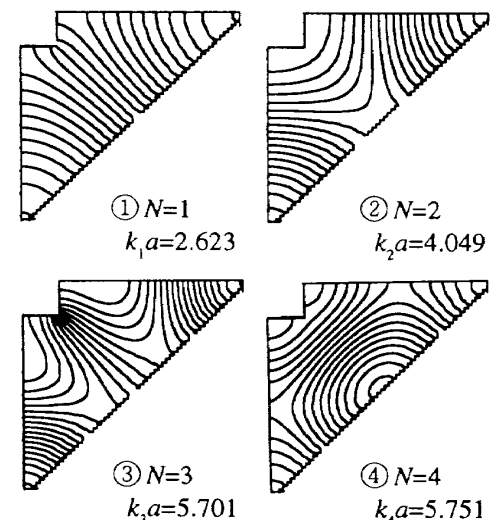 ① N=1
k₁a=2.623
② N=2
k₂a=4.049
③ N=3
k₃a=5.701
④ N=4
k₄a=5.751